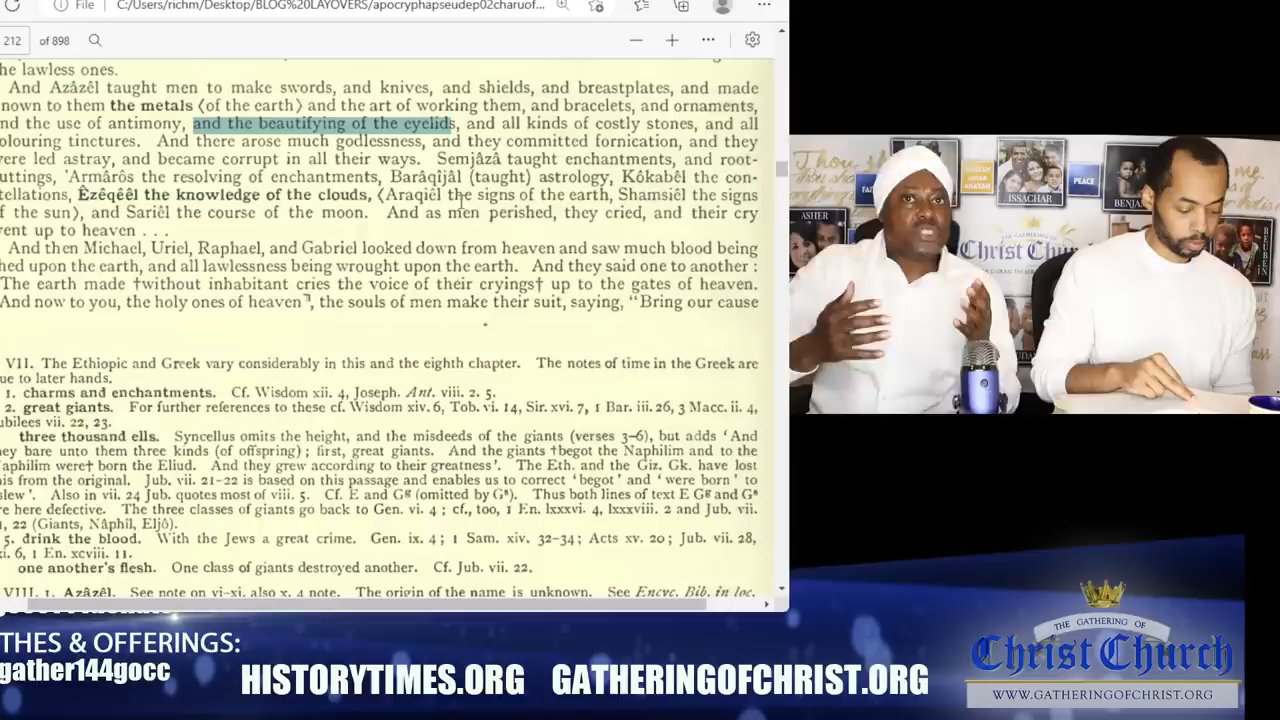 File
C:/Users/richm/Desktop/BLOG%20LAYOVERS/apocryphapseudep02charuof...
212 of 898
he lawless ones.
And Azâzêl taught men to make swords, and knives, and shields, and breastplates, and made
nown to them the metals ⟨of the earth⟩ and the art of working them, and bracelets, and ornaments,
nd the use of antimony, and the beautifying of the eyelids, and all kinds of costly stones, and all
olouring tinctures. And there arose much godlessness, and they committed fornication, and they
vere led astray, and became corrupt in all their ways. Semjâzâ taught enchantments, and root-
uttings, 'Armârôs the resolving of enchantments, Barâqîjâl (taught) astrology, Kôkabêl the con-
tellations, Êzêqêêl the knowledge of the clouds, ⟨Araqiêl the signs of the earth, Shamsiêl the signs
f the sun⟩, and Sariêl the course of the moon. And as men perished, they cried, and their cry
vent up to heaven . . .
And then Michael, Uriel, Raphael, and Gabriel looked down from heaven and saw much blood being
hed upon the earth, and all lawlessness being wrought upon the earth. And they said one to another :
The earth made †without inhabitant cries the voice of their cryings† up to the gates of heaven.
And now to you, the holy ones of heaven⌝, the souls of men make their suit, saying, "Bring our cause
VII. The Ethiopic and Greek vary considerably in this and the eighth chapter. The notes of time in the Greek are
ue to later hands.
1. charms and enchantments. Cf. Wisdom xii. 4, Joseph. Ant. viii. 2. 5.
2. great giants. For further references to these cf. Wisdom xiv. 6, Tob. vi. 14, Sir. xvi. 7, 1 Bar. iii. 26, 3 Macc. ii. 4,
ubilees vii. 22, 23.
three thousand ells. Syncellus omits the height, and the misdeeds of the giants (verses 3-6), but adds 'And
hey bare unto them three kinds (of offspring) ; first, great giants. And the giants †begot the Naphilim and to the
aphilim were† born the Eliud. And they grew according to their greatness'. The Eth. and the Giz. Gk. have lost
his from the original. Jub. vii. 21-22 is based on this passage and enables us to correct 'begot' and 'were born' to
slew'. Also in vii. 24 Jub. quotes most of viii. 5. Cf. E and Gᵍ (omitted by Gˢ). Thus both lines of text E Gᵍ and Gˢ
re here defective. The three classes of giants go back to Gen. vi. 4 ; cf., too, 1 En. lxxxvi. 4, lxxxviii. 2 and Jub. vii.
1, 22 (Giants, Nâphîl, Eljô).
5. drink the blood. With the Jews a great crime. Gen. ix. 4 ; 1 Sam. xiv. 32-34 ; Acts xv. 20 ; Jub. vii. 28,
xi. 6, 1 En. xcviii. 11.
one another's flesh. One class of giants destroyed another. Cf. Jub. vii. 22.
VIII. 1. Azâzêl. See note on vi-xi. also x. 4 note. The origin of the name is unknown. See Encyc. Bib. in loc.
ASHER
ISSACHAR
PEACE
BENJAM
REUBEN
THE GATHERING OF
Christ Church
THES & OFFERINGS:
gather144gocc
HISTORYTIMES.ORG GATHERINGOFCHRIST.ORG
THE GATHERING OF
Christ Church
WWW.GATHERINGOFCHRIST.ORG